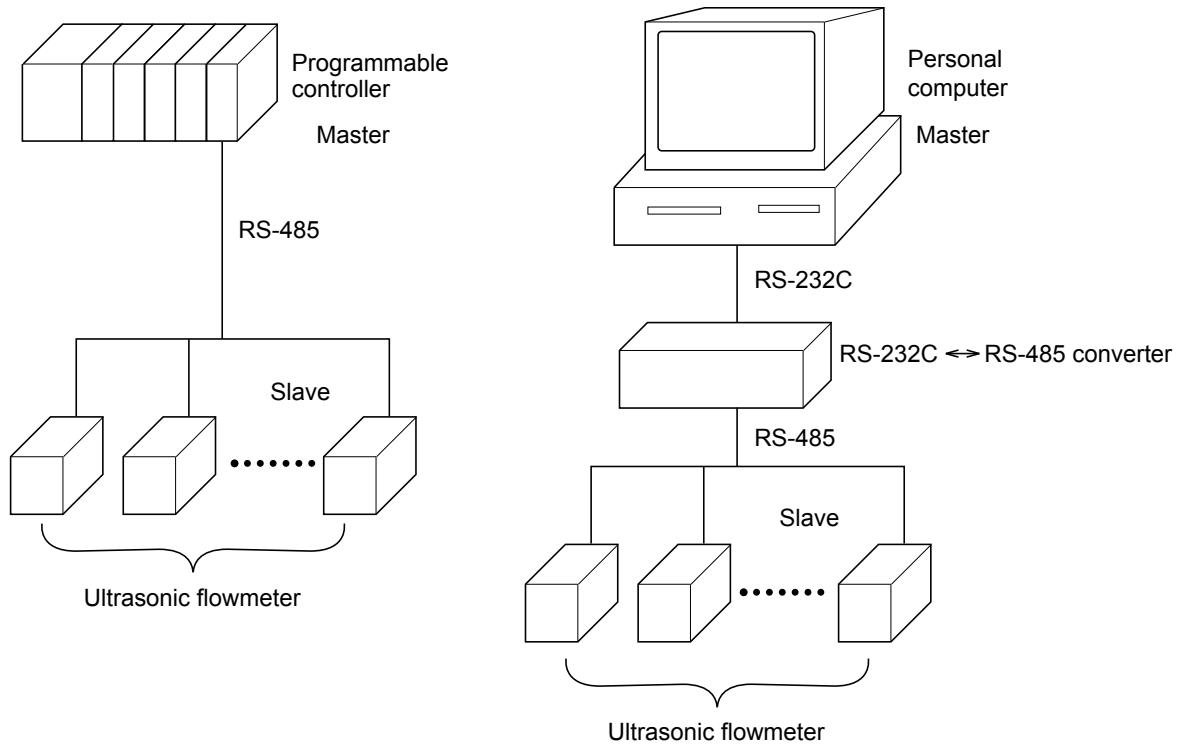 Programmable
controller
Master
RS-485
Slave
Ultrasonic flowmeter
Personal
computer
Master
RS-232C
RS-232C ↔ RS-485 converter
RS-485
Slave
Ultrasonic flowmeter